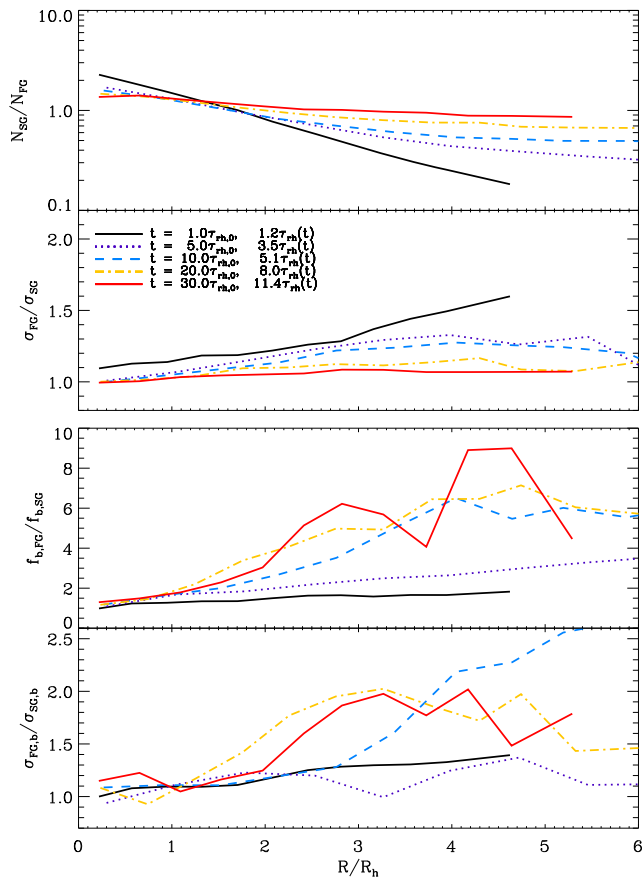 10.0
1.0
0.1
N_SG/N_FG
2.0
1.5
1.0
σ_FG/σ_SG
t = 1.0τ_rh,0, 1.2τ_rh(t)
t = 5.0τ_rh,0, 3.5τ_rh(t)
t = 10.0τ_rh,0, 5.1τ_rh(t)
t = 20.0τ_rh,0, 8.0τ_rh(t)
t = 30.0τ_rh,0, 11.4τ_rh(t)
10
8
6
4
2
0
f_b,FG/f_b,SG
2.5
2.0
1.5
1.0
σ_FG,b/σ_SG,b
0 1 2 3 4 5 6
R/R_h